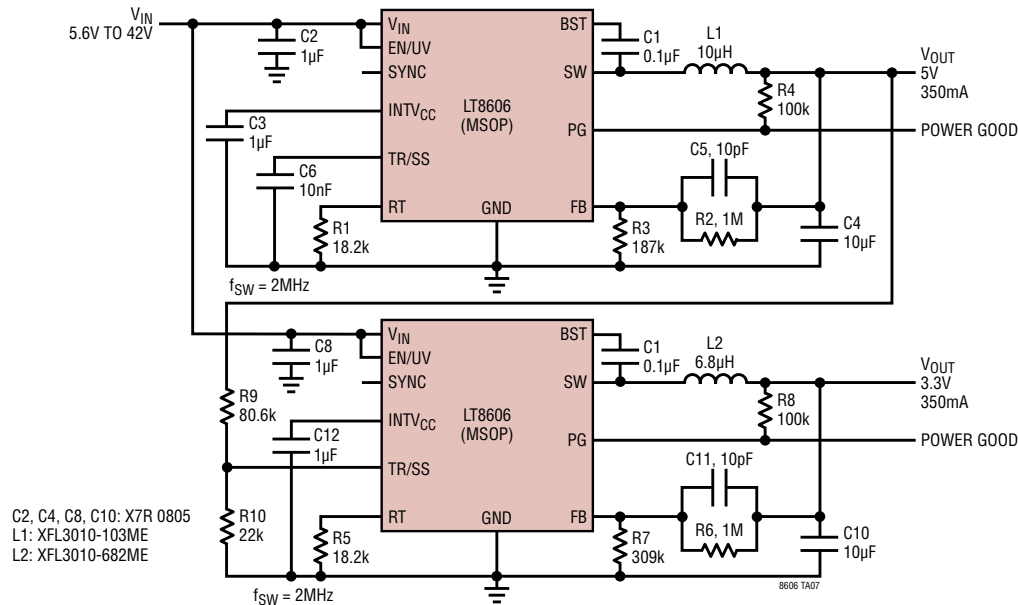 VIN
5.6V TO 42V
C2
1µF
VIN
EN/UV
SYNC
INTVCC
TR/SS
RT
LT8606
(MSOP)
GND
BST
SW
PG
FB
C1
0.1µF
L1
10µH
VOUT
5V
350mA
R4
100k
POWER GOOD
C3
1µF
C6
10nF
R1
18.2k
C5, 10pF
R2, 1M
R3
187k
C4
10µF
fSW = 2MHz
C8
1µF
VIN
EN/UV
SYNC
INTVCC
TR/SS
RT
LT8606
(MSOP)
GND
BST
SW
PG
FB
C1
0.1µF
L2
6.8µH
VOUT
3.3V
350mA
R8
100k
POWER GOOD
R9
80.6k
C12
1µF
C11, 10pF
R6, 1M
C2, C4, C8, C10: X7R 0805
L1: XFL3010-103ME
L2: XFL3010-682ME
R10
22k
R5
18.2k
R7
309k
C10
10µF
fSW = 2MHz
8606 TA07